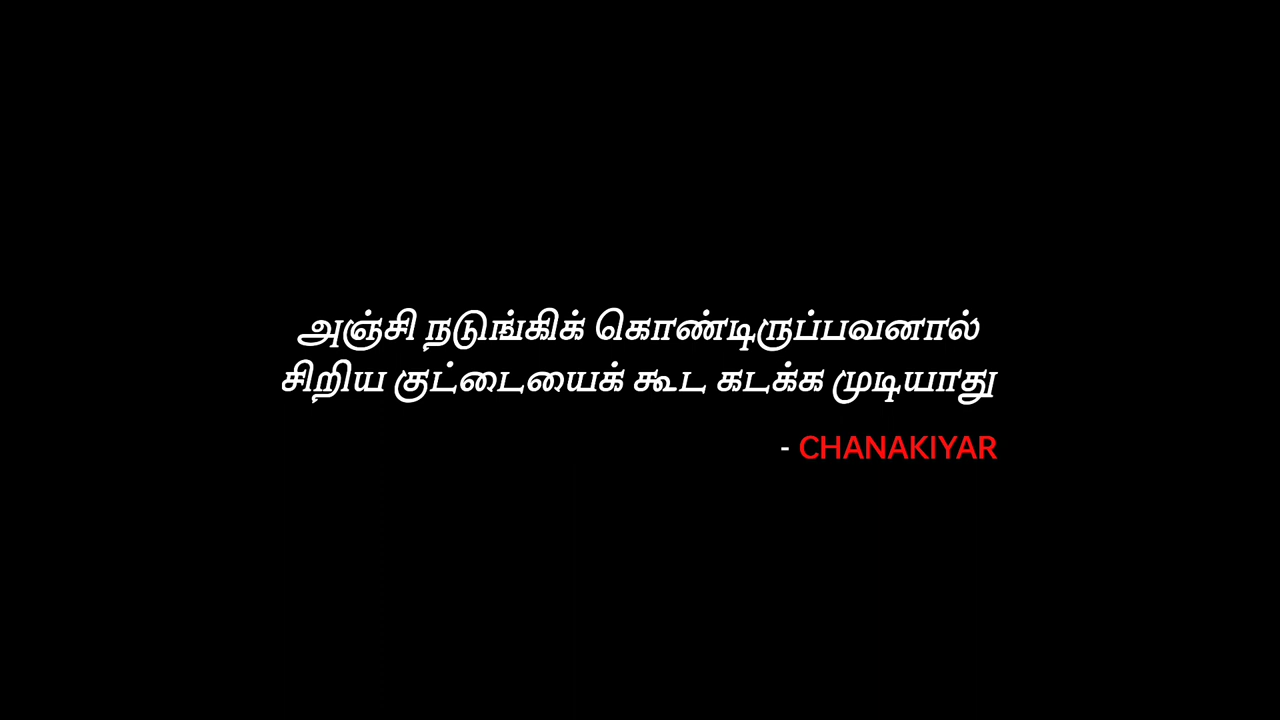 அஞ்சி நடுங்கிக் கொண்டிருப்பவனால்
சிறிய குட்டையைக் கூட கடக்க முடியாது
- CHANAKIYAR